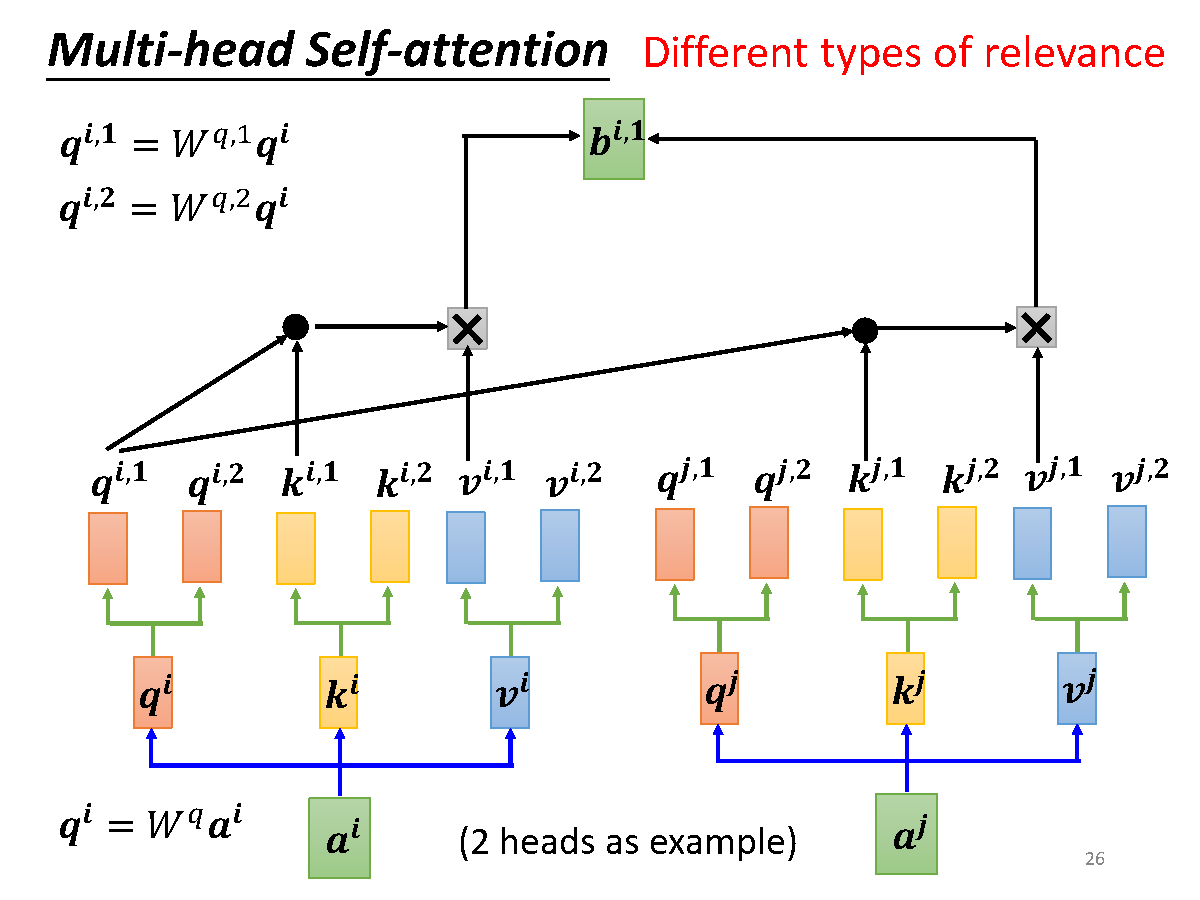 Multi-head Self-attention Different types of relevance
q^{i,1} = W^{q,1}q^i
q^{i,2} = W^{q,2}q^i
b^{i,1}
q^{i,1} q^{i,2} k^{i,1} k^{i,2} v^{i,1} v^{i,2} q^{j,1} q^{j,2} k^{j,1} k^{j,2} v^{j,1} v^{j,2}
q^i k^i v^i q^j k^j v^j
q^i = W^q a^i
a^i (2 heads as example) a^j
26